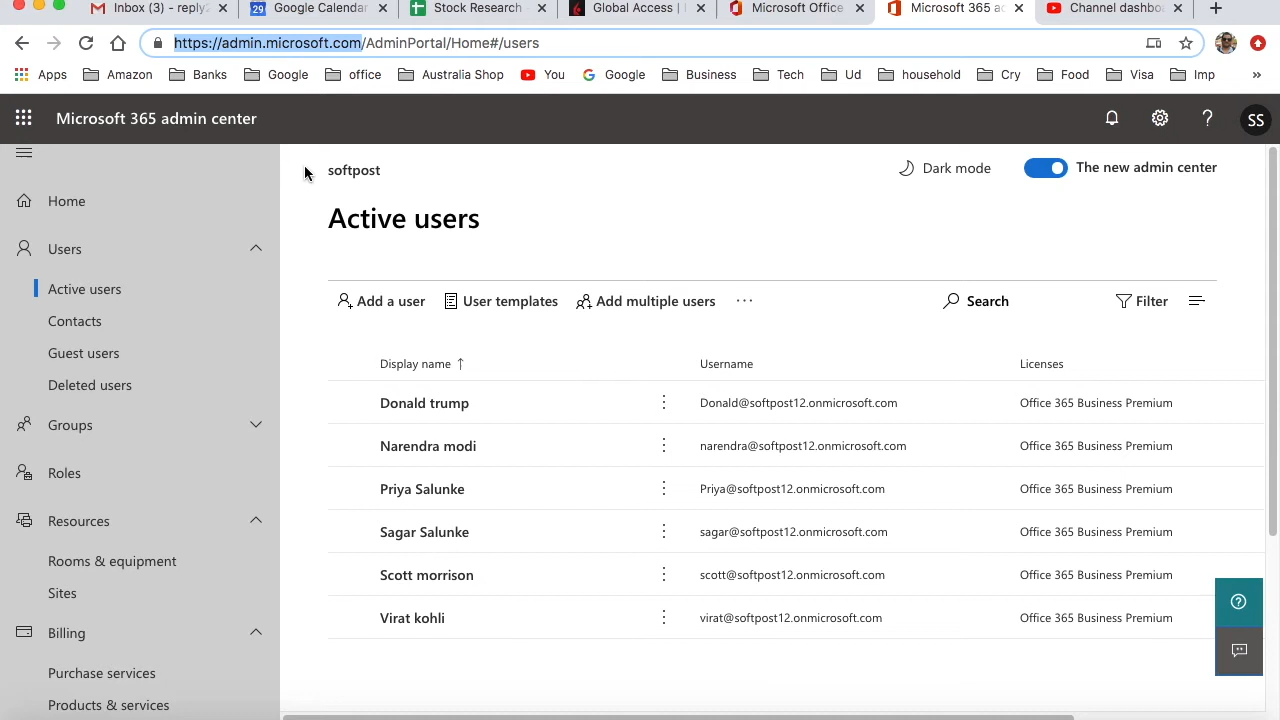 Inbox (3) - reply2
29 Google Calendar
Stock Research -
Global Access |
Microsoft Office
Microsoft 365 ad
Channel dashbo
https://admin.microsoft.com/AdminPortal/Home#/users
Apps Amazon Banks Google office Australia Shop You Google Business Tech Ud household Cry Food Visa Imp »
Microsoft 365 admin center ? SS
softpost Dark mode The new admin center
Home
Users
Active users
Contacts
Guest users
Deleted users
Groups
Roles
Resources
Rooms & equipment
Sites
Billing
Purchase services
Products & services
Active users
Add a user User templates Add multiple users ... Search Filter
Display name ↑ Username Licenses
Donald trump Donald@softpost12.onmicrosoft.com Office 365 Business Premium
Narendra modi narendra@softpost12.onmicrosoft.com Office 365 Business Premium
Priya Salunke Priya@softpost12.onmicrosoft.com Office 365 Business Premium
Sagar Salunke sagar@softpost12.onmicrosoft.com Office 365 Business Premium
Scott morrison scott@softpost12.onmicrosoft.com Office 365 Business Premium
Virat kohli virat@softpost12.onmicrosoft.com Office 365 Business Premium